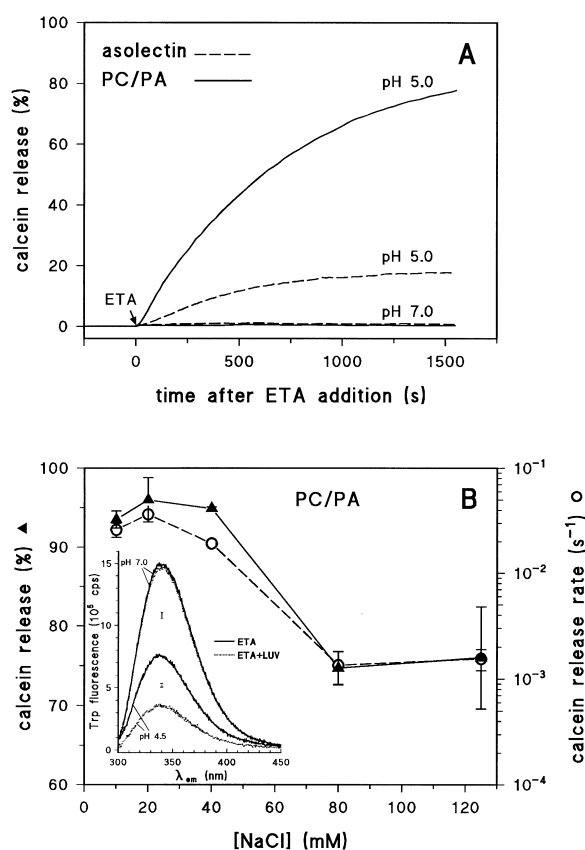 100
80
60
40
20
0
calcein release (%)
asolectin
PC/PA
A
pH 5.0
pH 5.0
pH 7.0
ETA
0
500
1000
1500
time after ETA addition (s)
100
90
80
70
60
calcein release (%) ▲
PC/PA
B
10⁻¹
10⁻²
10⁻³
10⁻⁴
calcein release rate (s⁻¹) O
15
10
5
0
Trp fluorescence (10⁵ cps)
pH 7.0
ETA
ETA+LUV
pH 4.5
300
350
400
450
λem (nm)
0
20
40
60
80
100
120
[NaCl] (mM)